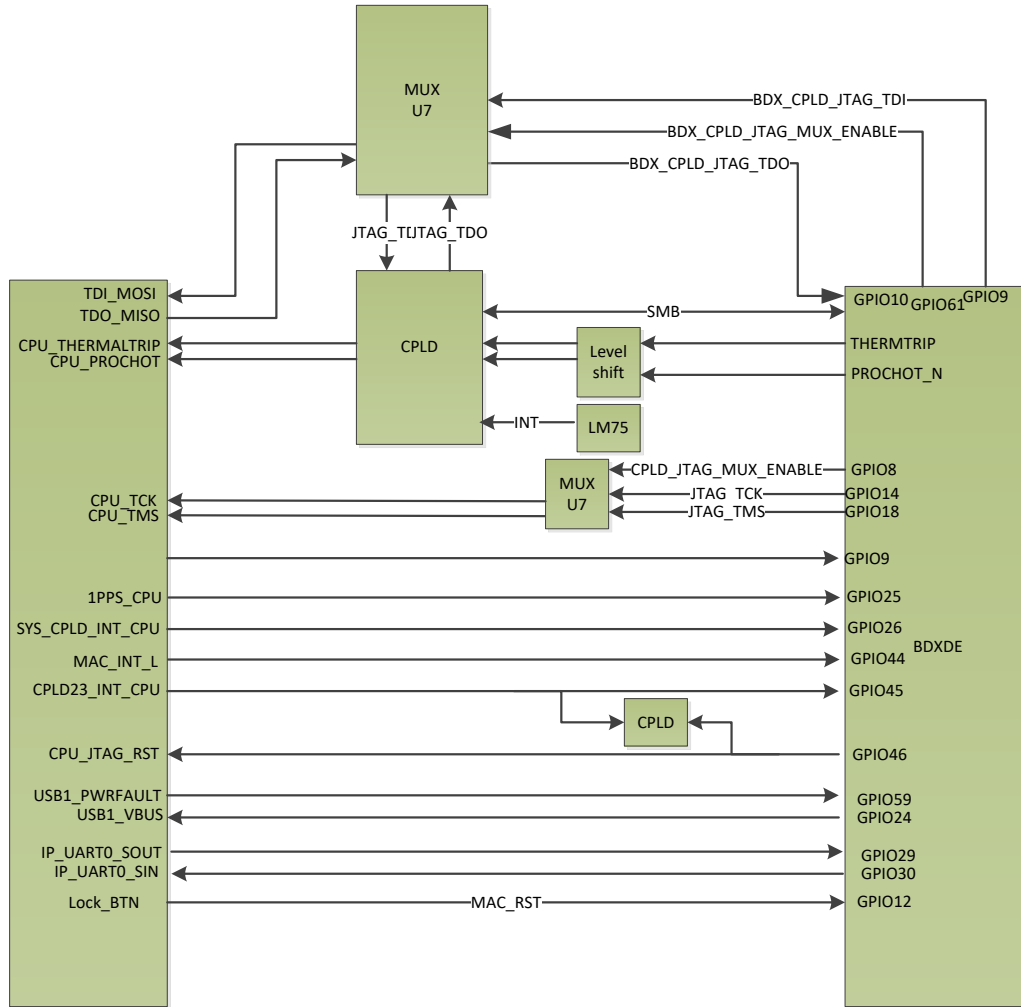 MUX
U7
BDX_CPLD_JTAG_TDI
BDX_CPLD_JTAG_MUX_ENABLE
BDX_CPLD_JTAG_TDO
JTAG_TDI
JTAG_TDO
TDI_MOSI
TDO_MISO
CPU_THERMALTRIP
CPU_PROCHOT
CPLD
SMB
GPIO10
GPIO61
GPIO9
Level
shift
THERMTRIP
PROCHOT_N
INT
LM75
CPU_TCK
CPU_TMS
MUX
U7
CPLD_JTAG_MUX_ENABLE
JTAG_TCK
JTAG_TMS
GPIO8
GPIO14
GPIO18
GPIO9
1PPS_CPU
GPIO25
SYS_CPLD_INT_CPU
GPIO26
BDXDE
MAC_INT_L
GPIO44
CPLD23_INT_CPU
GPIO45
CPLD
CPU_JTAG_RST
GPIO46
USB1_PWRFAULT
GPIO59
USB1_VBUS
GPIO24
IP_UART0_SOUT
GPIO29
IP_UART0_SIN
GPIO30
Lock_BTN
MAC_RST
GPIO12